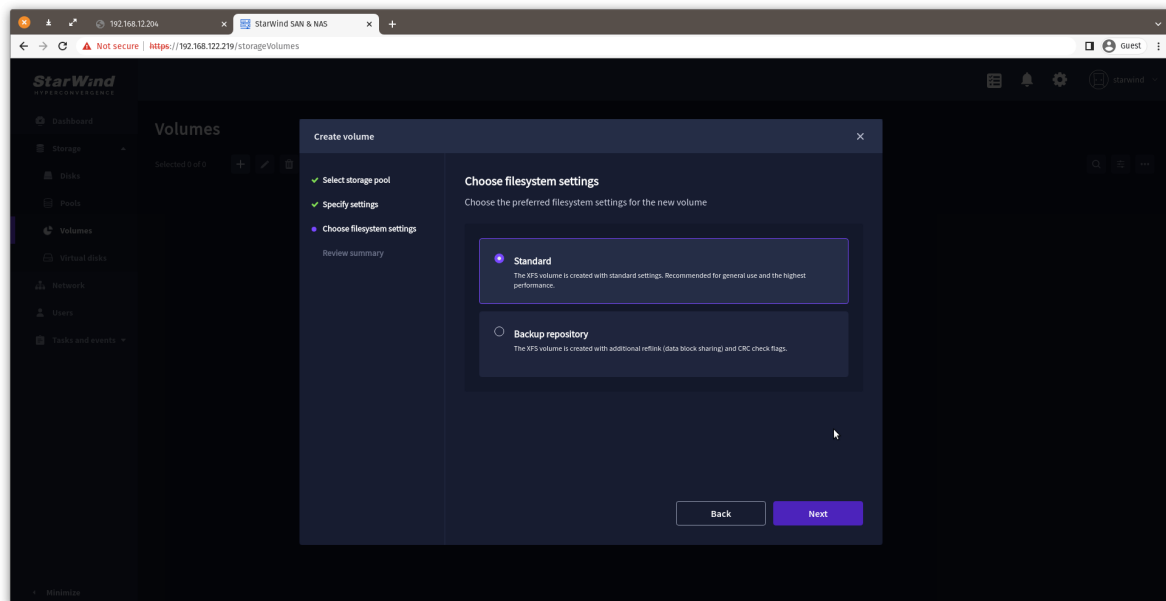 192.168.12.204
StarWind SAN & NAS
Not secure
https://192.168.122.219/storageVolumes
Guest
StarWind
HYPERCONVERGENCE
starwind
Dashboard
Volumes
Storage
Selected 0 of 0
Disks
Pools
Volumes
Virtual disks
Network
Users
Tasks and events
Minimize
Create volume
Select storage pool
Specify settings
Choose filesystem settings
Review summary
Choose filesystem settings
Choose the preferred filesystem settings for the new volume
Standard
The XFS volume is created with standard settings. Recommended for general use and the highest
performance.
Backup repository
The XFS volume is created with additional reflink (data block sharing) and CRC check flags.
Back
Next